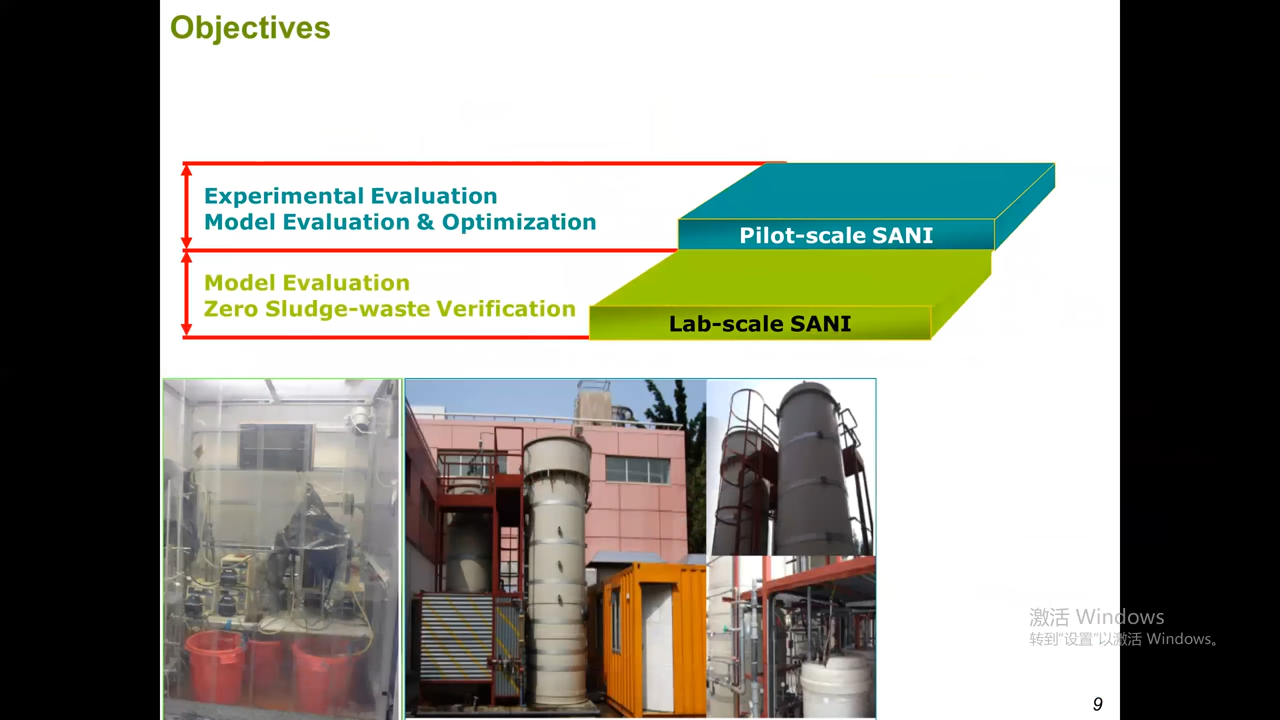 Objectives
Experimental Evaluation
Model Evaluation & Optimization
Pilot-scale SANI
Model Evaluation
Zero Sludge-waste Verification
Lab-scale SANI
激活 Windows
转到“设置”以激活 Windows。
9